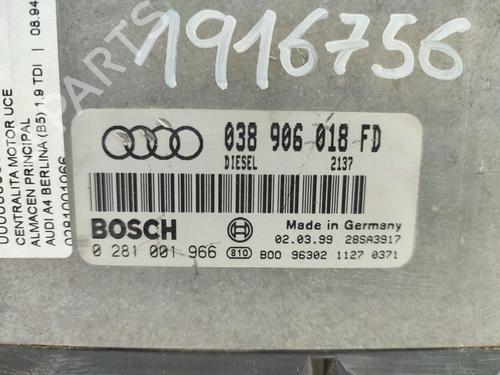 1916756
038 906 018 FD
DIESEL 2137
BOSCH
Made in Germany
02.03.99 28SA3917
0 281 001 966 810 B00 96302 1127 0371
CENTRALITA MOTOR UCE
ALMACEN PRINCIPAL
AUDI A4 BERLINA (B5) 1.9 TDI | 08.94
0281001966